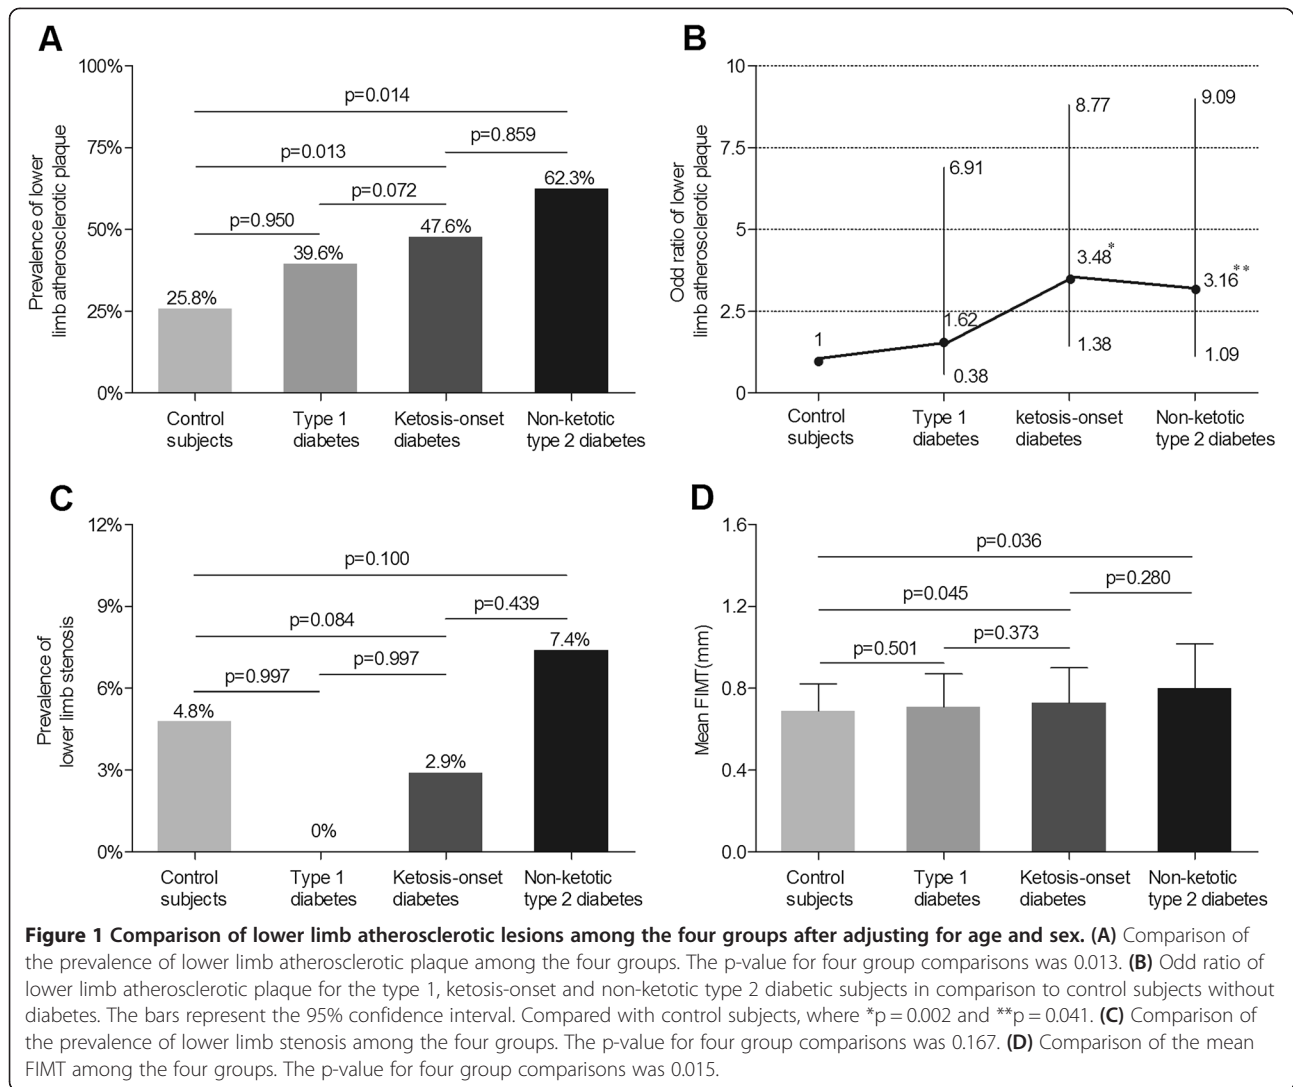 A
Prevalence of lower
limb atherosclerotic plaque
100%
75%
50%
25%
0%
p=0.014
p=0.859
p=0.013
p=0.072
p=0.950
25.8%
39.6%
47.6%
62.3%
Control
subjects
Type 1
diabetes
Ketosis-onset
diabetes
Non-ketotic
type 2 diabetes
B
Odd ratio of lower
limb atherosclerotic plaque
10
7.5
5
2.5
0
1
6.91
1.62
0.38
8.77
3.48*
1.38
9.09
3.16**
1.09
Control
subjects
Type 1
diabetes
ketosis-onset
diabetes
Non-ketotic
type 2 diabetes
C
Prevalence of
lower limb stenosis
12%
9%
6%
3%
0%
p=0.100
p=0.439
p=0.084
p=0.997
p=0.997
4.8%
0%
2.9%
7.4%
Control
subjects
Type 1
diabetes
Ketosis-onset
diabetes
Non-ketotic
type 2 diabetes
D
Mean FIMT(mm)
1.6
1.2
0.8
0.4
0.0
p=0.036
p=0.280
p=0.045
p=0.373
p=0.501
Control
subjects
Type 1
diabetes
Ketosis-onset
diabetes
Non-ketotic
type 2 diabetes
Figure 1 Comparison of lower limb atherosclerotic lesions among the four groups after adjusting for age and sex. (A) Comparison of
the prevalence of lower limb atherosclerotic plaque among the four groups. The p-value for four group comparisons was 0.013. (B) Odd ratio of
lower limb atherosclerotic plaque for the type 1, ketosis-onset and non-ketotic type 2 diabetic subjects in comparison to control subjects without
diabetes. The bars represent the 95% confidence interval. Compared with control subjects, where *p = 0.002 and **p = 0.041. (C) Comparison of
the prevalence of lower limb stenosis among the four groups. The p-value for four group comparisons was 0.167. (D) Comparison of the mean
FIMT among the four groups. The p-value for four group comparisons was 0.015.